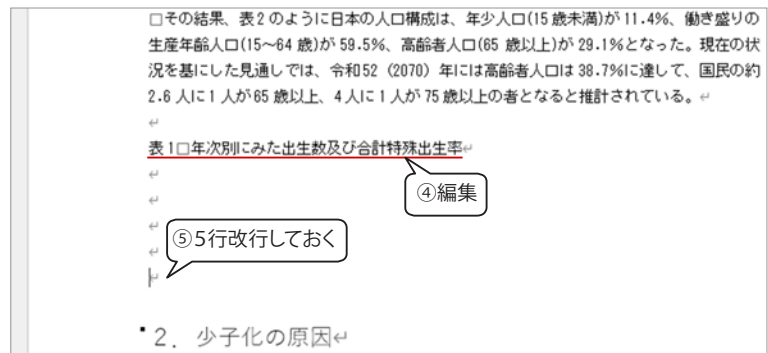 □その結果、表2のように日本の人口構成は、年少人口(15歳未満)が11.4%、働き盛りの
生産年齢人口(15～64歳)が59.5%、高齢者人口(65歳以上)が29.1%となった。現在の状
況を基にした見通しでは、令和52（2070）年には高齢者人口は38.7%に達して、国民の約
2.6人に1人が65歳以上、4人に1人が75歳以上の者となると推計されている。↵
↵
表1□年次別にみた出生数及び合計特殊出生率↵
↵
④編集
↵
↵
⑤5行改行しておく
↵
↵
▪2．少子化の原因↵